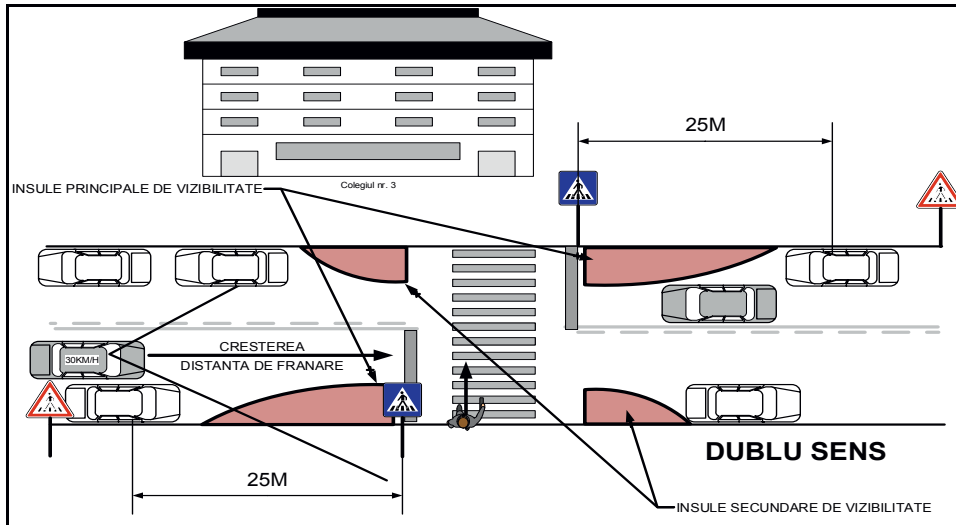 25M
INSULE PRINCIPALE DE VIZIBILITATE
Colegiul nr. 3
30KM/H
CRESTEREA
DISTANTA DE FRANARE
DUBLU SENS
25M
INSULE SECUNDARE DE VIZIBILITATE